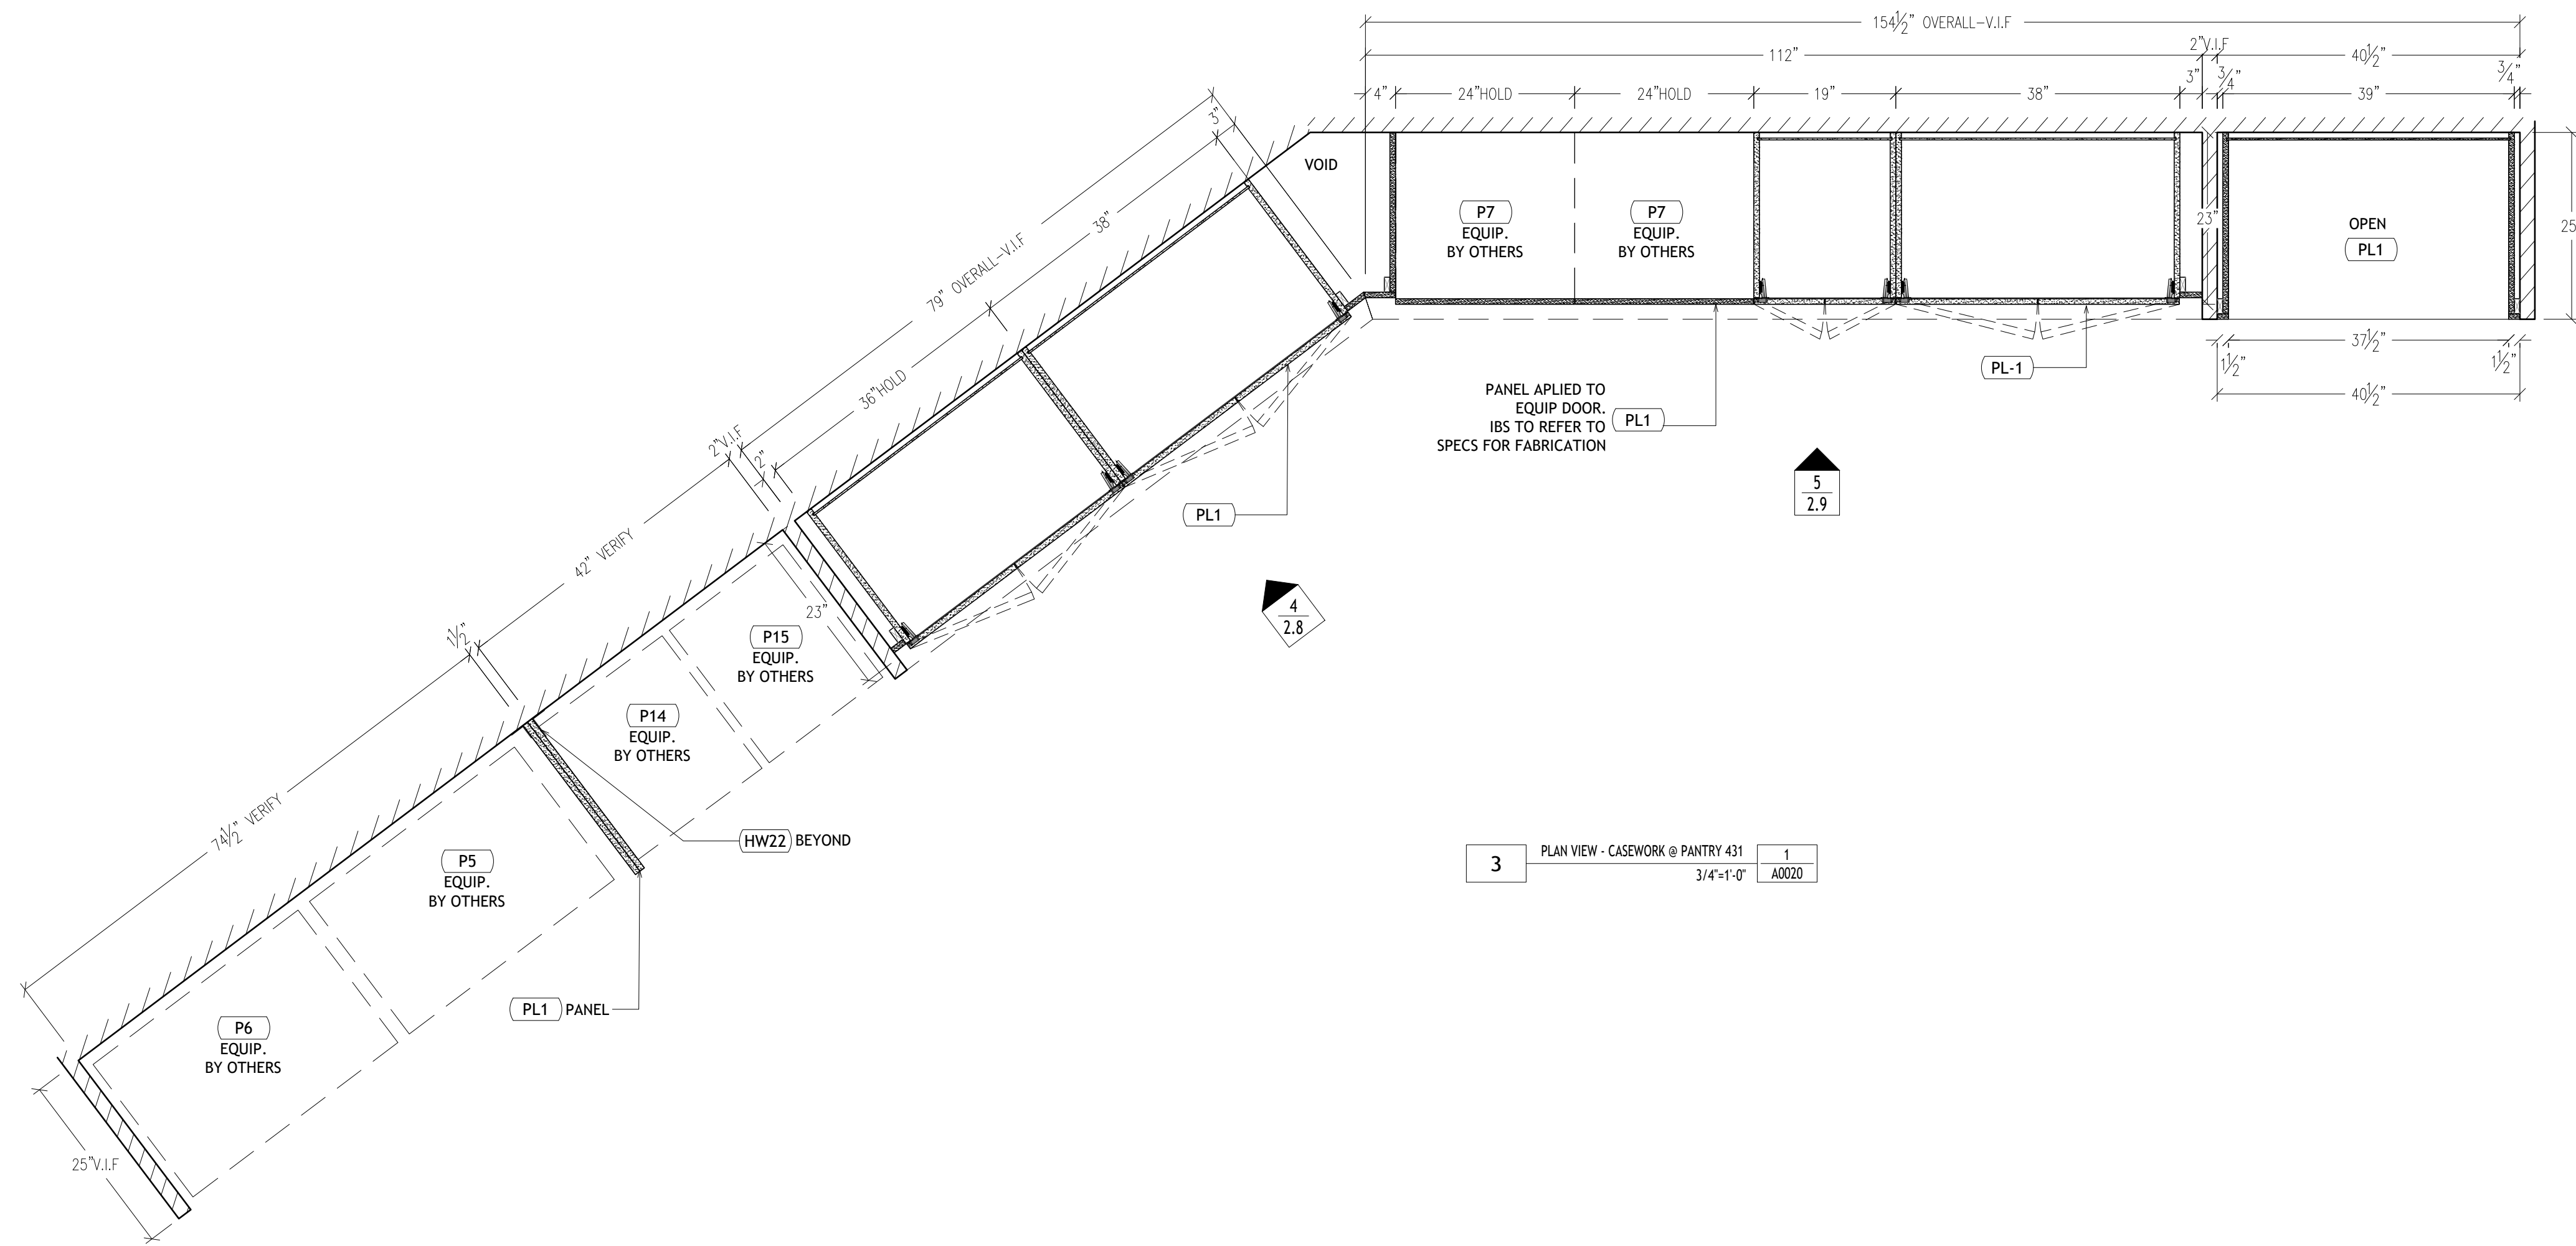 154½" OVERALL-V.I.F
112"
2"V.I.F
40½"
4"
24"HOLD
24"HOLD
19"
38"
3"
¾"
39"
¾"
VOID
P7
EQUIP.
BY OTHERS
P7
EQUIP.
BY OTHERS
23"
OPEN
PL1
25
37½"
1½"
1½"
40½"
PL-1
PANEL APLIED TO
EQUIP DOOR.
IBS TO REFER TO
SPECS FOR FABRICATION
PL1
5
2.9
3"
38"
79" OVERALL-V.I.F
36"HOLD
2"V.I.F
2"
PL1
4
2.8
42" VERIFY
23"
P15
EQUIP.
BY OTHERS
P14
EQUIP.
BY OTHERS
1½"
74½" VERIFY
HW22 BEYOND
P5
EQUIP.
BY OTHERS
PL1 PANEL
P6
EQUIP.
BY OTHERS
25"V.I.F
3
PLAN VIEW - CASEWORK @ PANTRY 431
3/4"=1'-0"
1
A0020